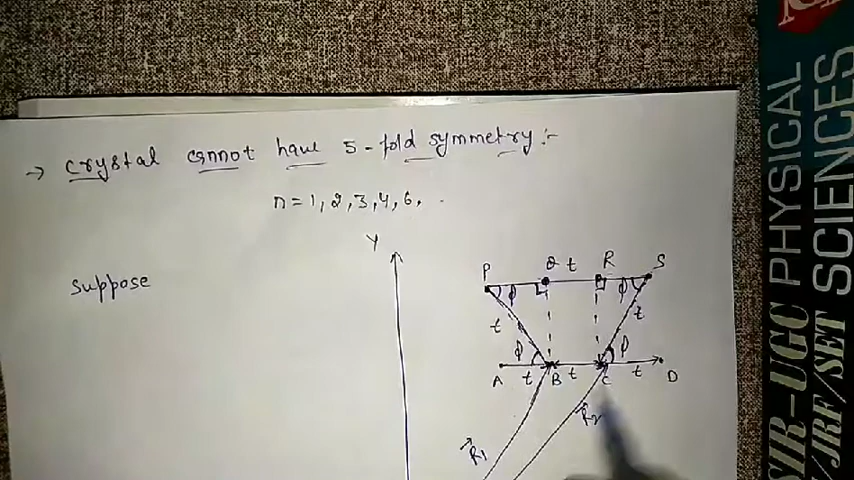 → Crystal cannot have 5-fold symmetry :-
n = 1, 2, 3, 4, 6,
Y
Suppose
P Q t R S
φ φ
t t
φ φ
A t B t C t D
R1 R2
PHYSICAL SCIENCES
SIR-UGC
/JRF/SET